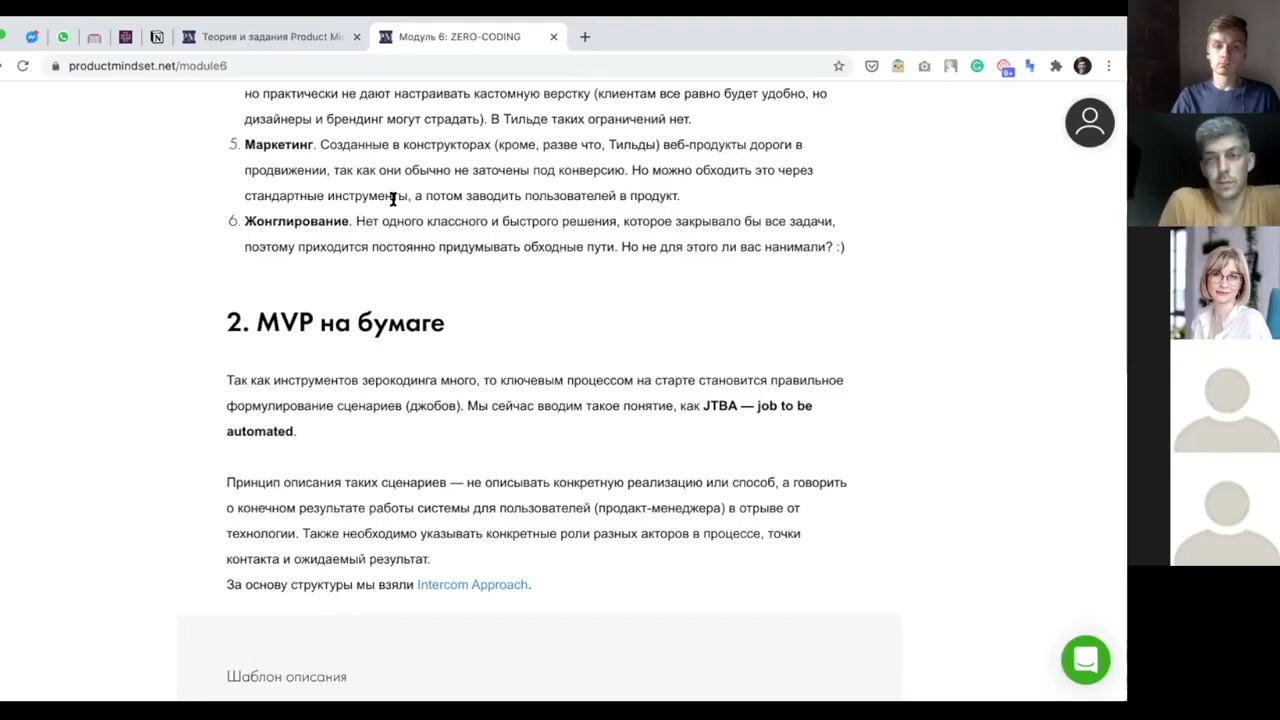 Теория и задания Product Mi
Модуль 6: ZERO-CODING
productmindset.net/module6
9+
но практически не дают настраивать кастомную верстку (клиентам все равно будет удобно, но
дизайнеры и брендинг могут страдать). В Тильде таких ограничений нет.
5. Маркетинг. Созданные в конструкторах (кроме, разве что, Тильды) веб-продукты дороги в
продвижении, так как они обычно не заточены под конверсию. Но можно обходить это через
стандартные инструменты, а потом заводить пользователей в продукт.
6. Жонглирование. Нет одного классного и быстрого решения, которое закрывало бы все задачи,
поэтому приходится постоянно придумывать обходные пути. Но не для этого ли вас нанимали? :)
2. MVP на бумаге
Так как инструментов зерокодинга много, то ключевым процессом на старте становится правильное
формулирование сценариев (джобов). Мы сейчас вводим такое понятие, как JTBA — job to be
automated.
Принцип описания таких сценариев — не описывать конкретную реализацию или способ, а говорить
о конечном результате работы системы для пользователей (продакт-менеджера) в отрыве от
технологии. Также необходимо указывать конкретные роли разных акторов в процессе, точки
контакта и ожидаемый результат.
За основу структуры мы взяли Intercom Approach.
Шаблон описания